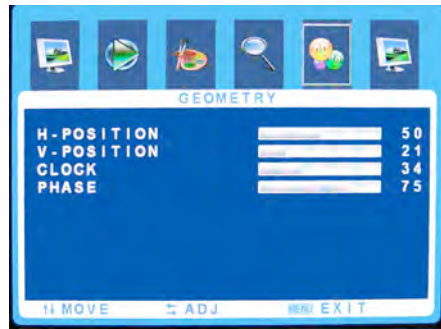 GEOMETRY
H-POSITION 50
V-POSITION 21
CLOCK 34
PHASE 75
↑↓ MOVE ⇆ ADJ MENU EXIT